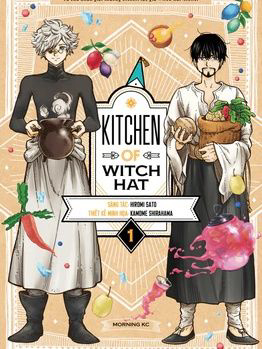 KITCHEN
OF
WITCH
HAT
SÁNG TÁC: HIROMI SATO
THIẾT KẾ MINH HỌA: KAMOME SHIRAHAMA
1
MORNING KC